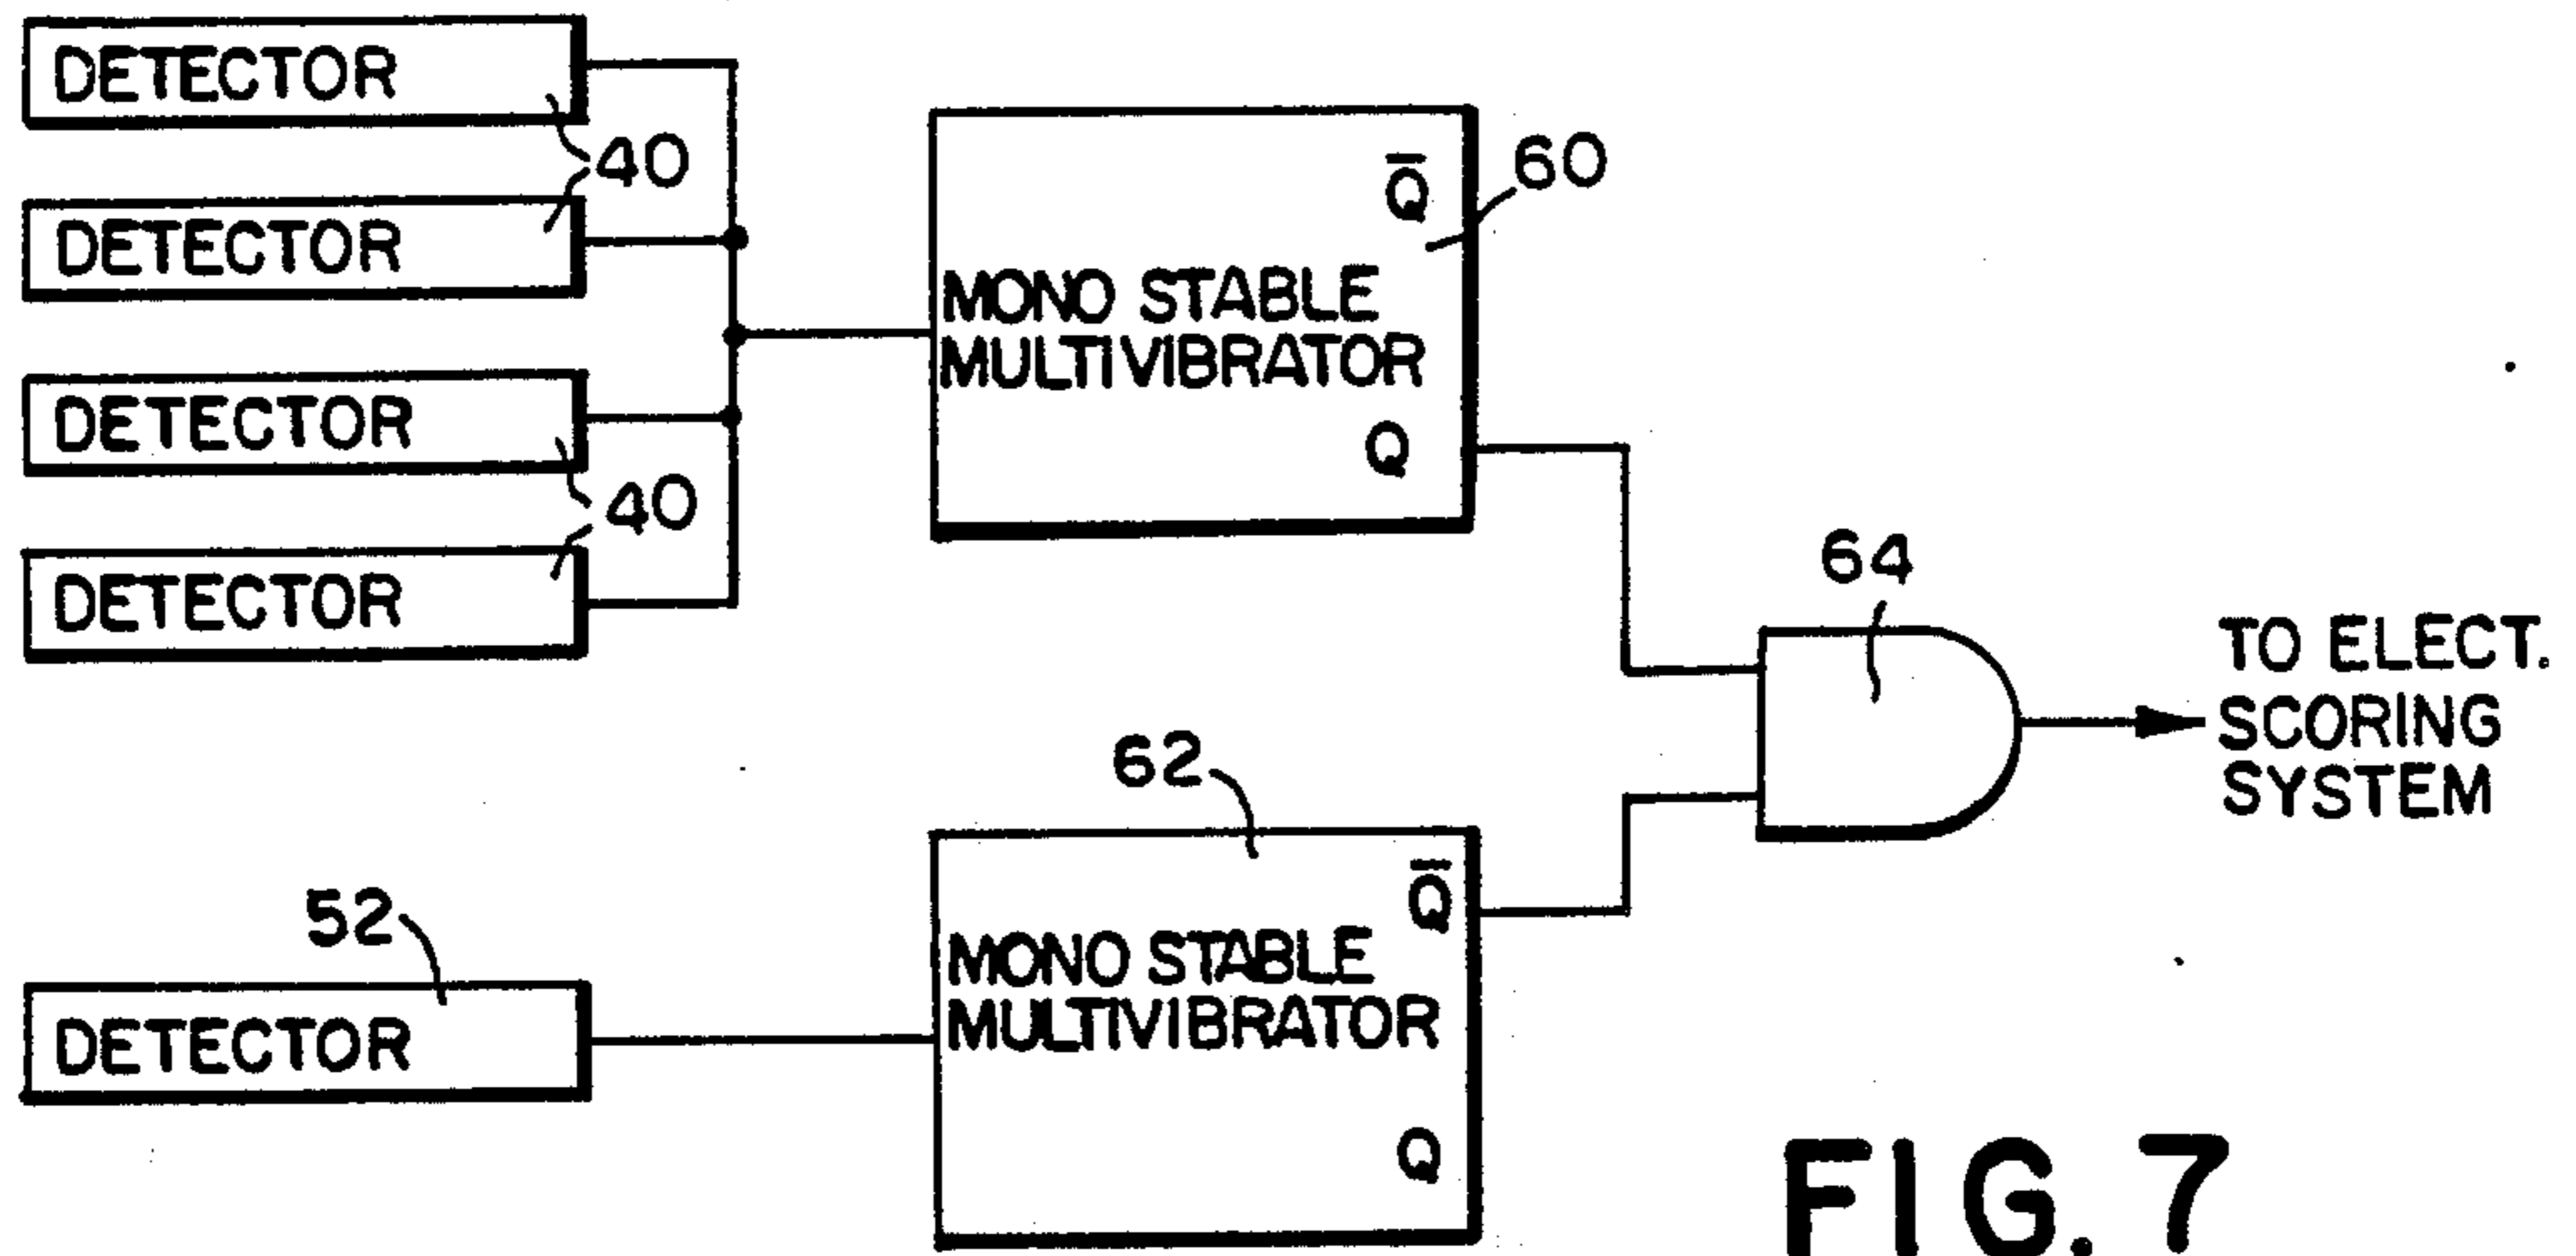 DETECTOR
40
DETECTOR
DETECTOR
40
DETECTOR
Q̅
60
MONO STABLE
MULTIVIBRATOR
Q
64
TO ELECT.
SCORING
SYSTEM
62
52
DETECTOR
Q̅
MONO STABLE
MULTIVIBRATOR
Q
FIG. 7